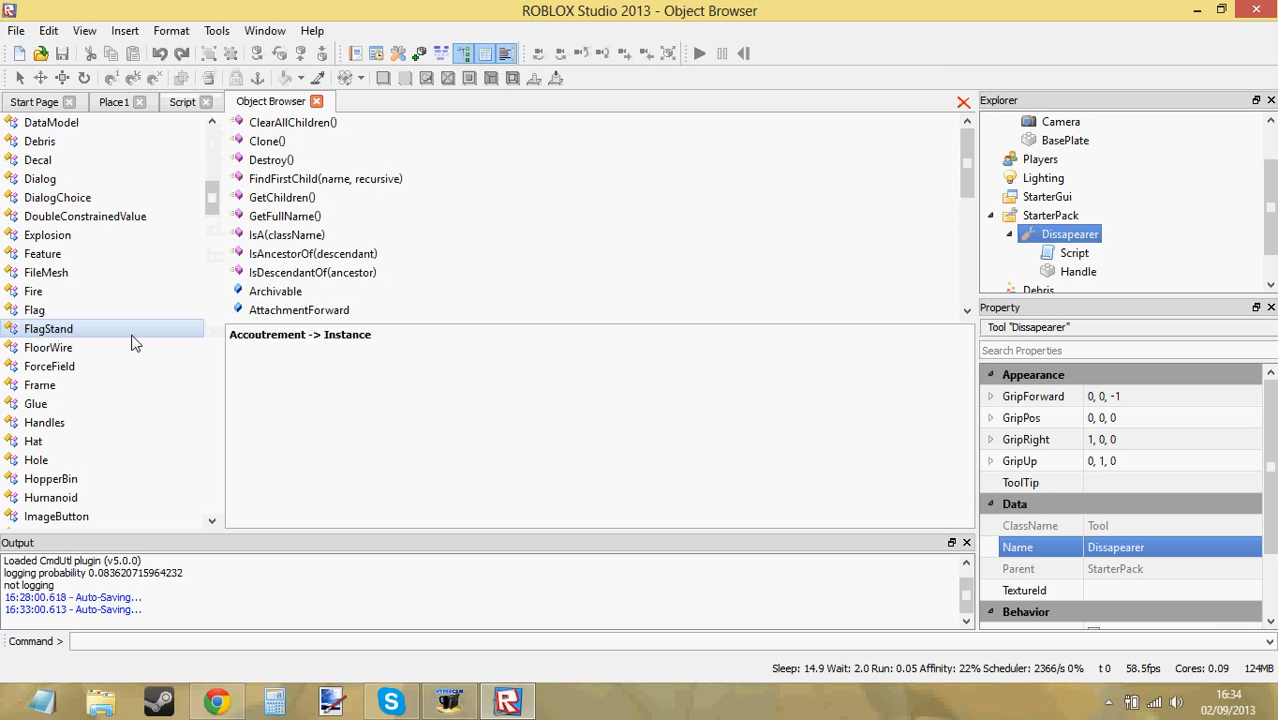 ROBLOX Studio 2013 - Object Browser
File Edit View Insert Format Tools Window Help
Start Page Place1 Script Object Browser
DataModel
Debris
Decal
Dialog
DialogChoice
DoubleConstrainedValue
Explosion
Feature
FileMesh
Fire
Flag
FlagStand
FloorWire
ForceField
Frame
Glue
Handles
Hat
Hole
HopperBin
Humanoid
ImageButton
ClearAllChildren()
Clone()
Destroy()
FindFirstChild(name, recursive)
GetChildren()
GetFullName()
IsA(className)
IsAncestorOf(descendant)
IsDescendantOf(ancestor)
Archivable
AttachmentForward
Accoutrement -> Instance
Explorer
Camera
BasePlate
Players
Lighting
StarterGui
StarterPack
Dissapearer
Script
Handle
Debris
Property
Tool "Dissapearer"
Search Properties
Appearance
GripForward 0, 0, -1
GripPos 0, 0, 0
GripRight 1, 0, 0
GripUp 0, 1, 0
ToolTip
Data
ClassName Tool
Name Dissapearer
Parent StarterPack
TextureId
Behavior
Output
Loaded CmdUtl plugin (v5.0.0)
logging probability 0.083620715964232
not logging
16:28:00.618 - Auto-Saving...
16:33:00.613 - Auto-Saving...
Command >
Sleep: 14.9 Wait: 2.0 Run: 0.05 Affinity: 22% Scheduler: 2366/s 0% t 0 58.5fps Cores: 0.09 124MB
HYPERCAM
16:34
02/09/2013